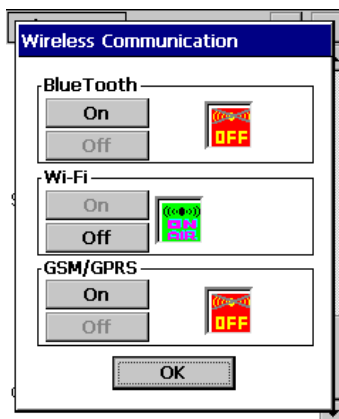 Wireless Communication
BlueTooth
On
OFF
Off
Wi-Fi
On
ON
AIR
Off
GSM/GPRS
On
OFF
Off
OK